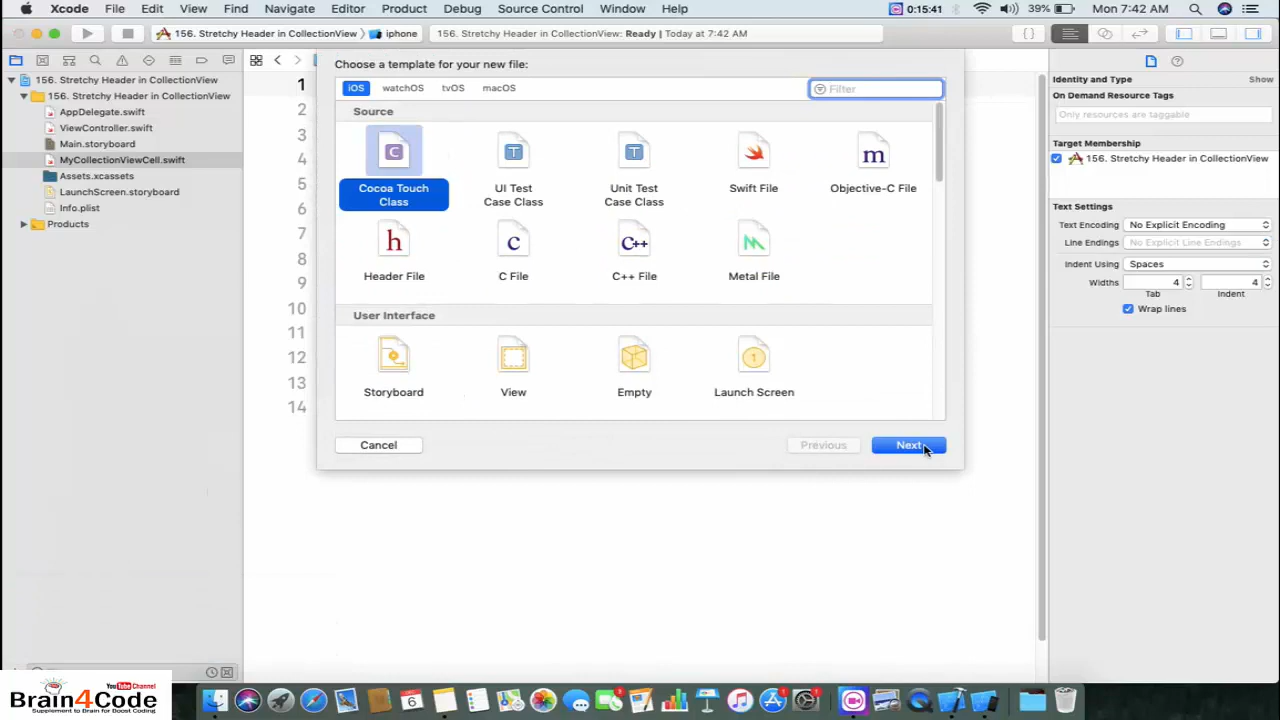 Xcode File Edit View Find Navigate Editor Product Debug Source Control Window Help 0:15:41 39% Mon 7:42 AM
156. Stretchy Header in CollectionView iphone 156. Stretchy Header in CollectionView: Ready | Today at 7:42 AM
156. Stretchy Header in CollectionView
156. Stretchy Header in CollectionView
AppDelegate.swift
ViewController.swift
Main.storyboard
MyCollectionViewCell.swift
Assets.xcassets
LaunchScreen.storyboard
Info.plist
Products
1
2
3
4
5
6
7
8
9
10
11
12
13
14
Choose a template for your new file:
iOS watchOS tvOS macOS Filter
Source
C T T m
Cocoa Touch
Class
UI Test
Case Class
Unit Test
Case Class
Swift File
Objective-C File
h C C++
Header File C File C++ File Metal File
User Interface
1
Storyboard View Empty Launch Screen
Cancel Previous Next
Identity and Type Show
On Demand Resource Tags
Only resources are taggable
Target Membership
156. Stretchy Header in CollectionView
Text Settings
Text Encoding No Explicit Encoding
Line Endings No Explicit Line Endings
Indent Using Spaces
Widths 4 4
Tab Indent
Wrap lines
YouTube Channel
Brain4Code
Supplement to Brain for Boost Coding
6